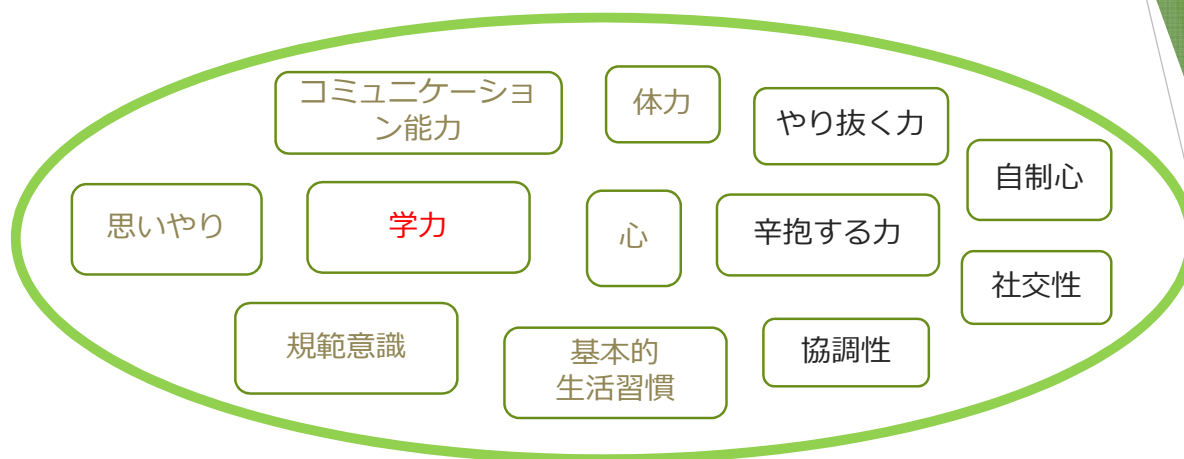 コミュニケーショ
ン能力
体力
やり抜く力
自制心
思いやり
学力
心
辛抱する力
社交性
規範意識
基本的
生活習慣
協調性